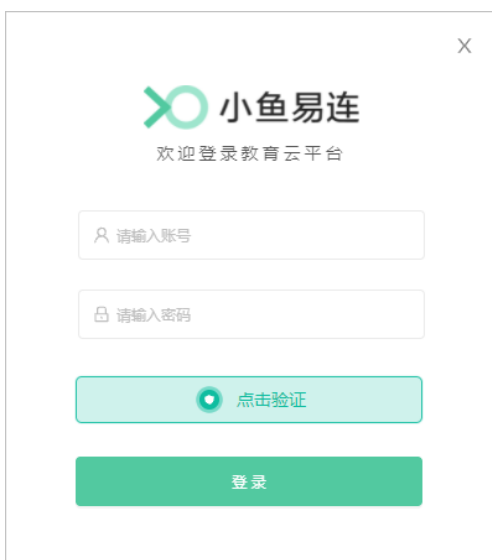 X
小鱼易连
欢迎登录教育云平台
请输入账号
请输入密码
点击验证
登录